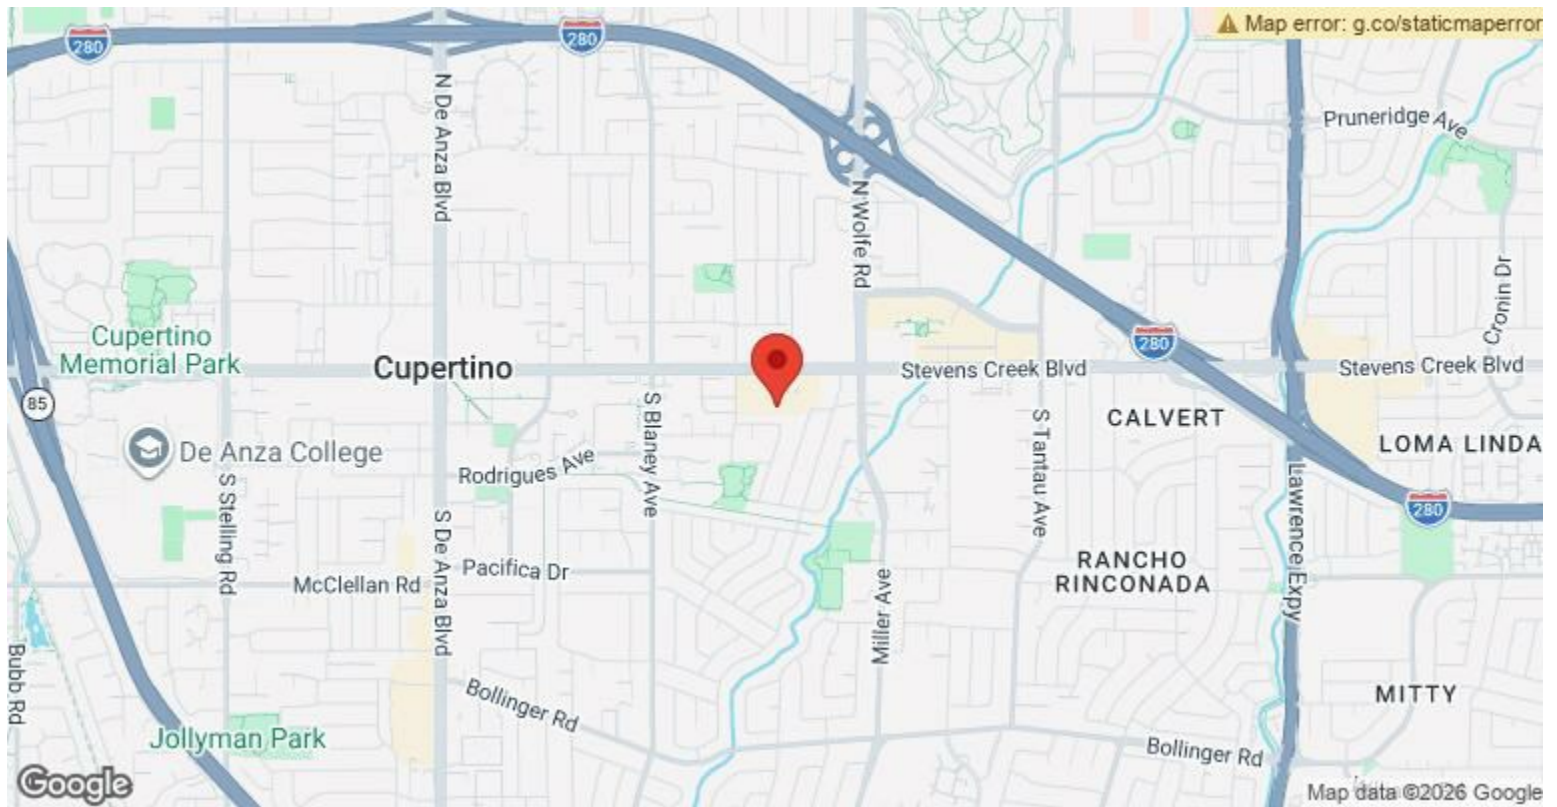 Map error: g.co/staticmaperror
280
280
N De Anza Blvd
Pruneridge Ave
N Wolfe Rd
Cronin Dr
Cupertino
Memorial Park
Cupertino
280
Stevens Creek Blvd
Stevens Creek Blvd
85
S Blaney Ave
CALVERT
De Anza College
S Stelling Rd
Rodrigues Ave
S Tantau Ave
LOMA LINDA
Lawrence Expy
280
S De Anza Blvd
McClellan Rd
Pacifica Dr
Miller Ave
RANCHO
RINCONADA
Bubb Rd
Bollinger Rd
MITTY
Jollyman Park
Bollinger Rd
Google
Map data ©2026 Google